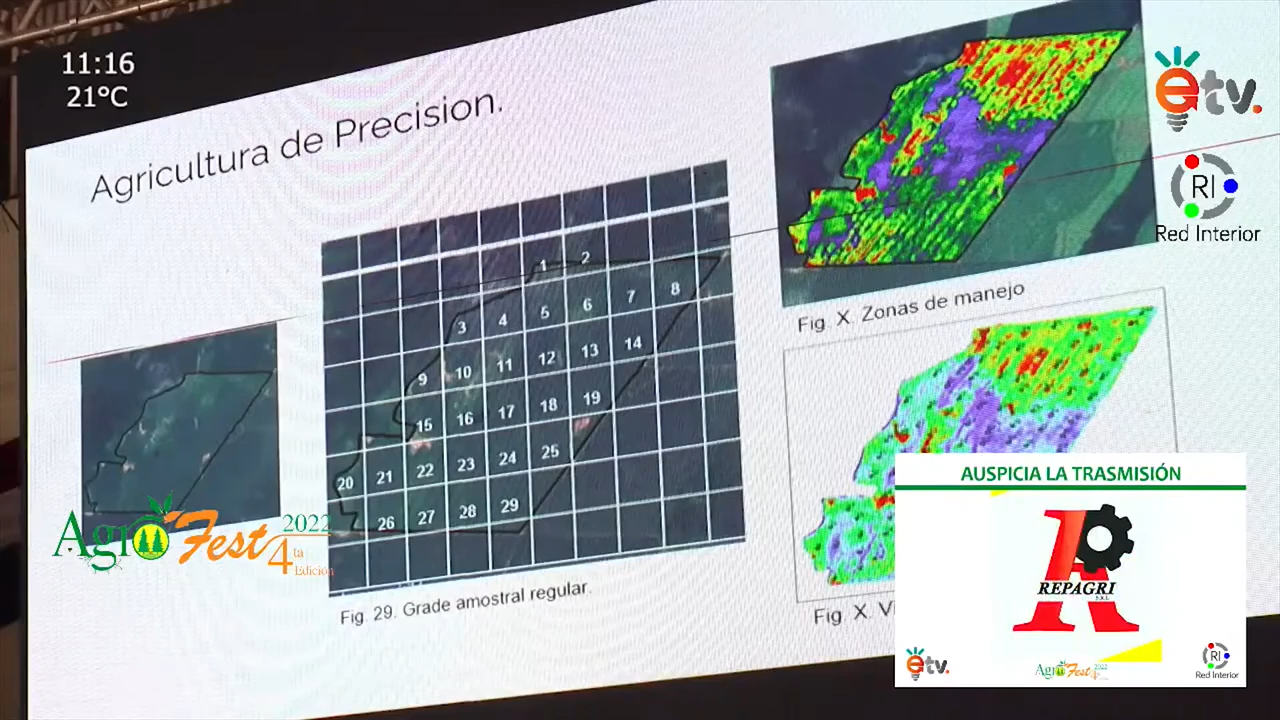 11:16
21°C
Agricultura de Precision.
etv.
RI
Red Interior
1 2
3 4 5 6 7 8
9 10 11 12 13 14
15 16 17 18 19
20 21 22 23 24 25
26 27 28 29
Fig. X. Zonas de manejo
Fig. 29. Grade amostral regular.
Fig. X. Vi
AgroFest 2022
4ta Edición
AUSPICIA LA TRASMISIÓN
REPAGRI
S.R.L
etv.
AgroFest 2022
RI
Red Interior